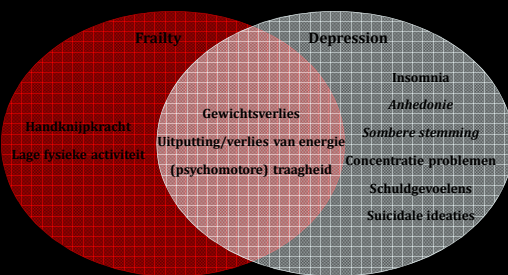 Frailty
Handknijpkracht
Lage fysieke activiteit
Gewichtsverlies
Uitputting/verlies van energie
(psychomotore) traagheid
Depression
Insomnia
Anhedonie
Sombere stemming
Concentratie problemen
Schuldgevoelens
Suicidale ideaties